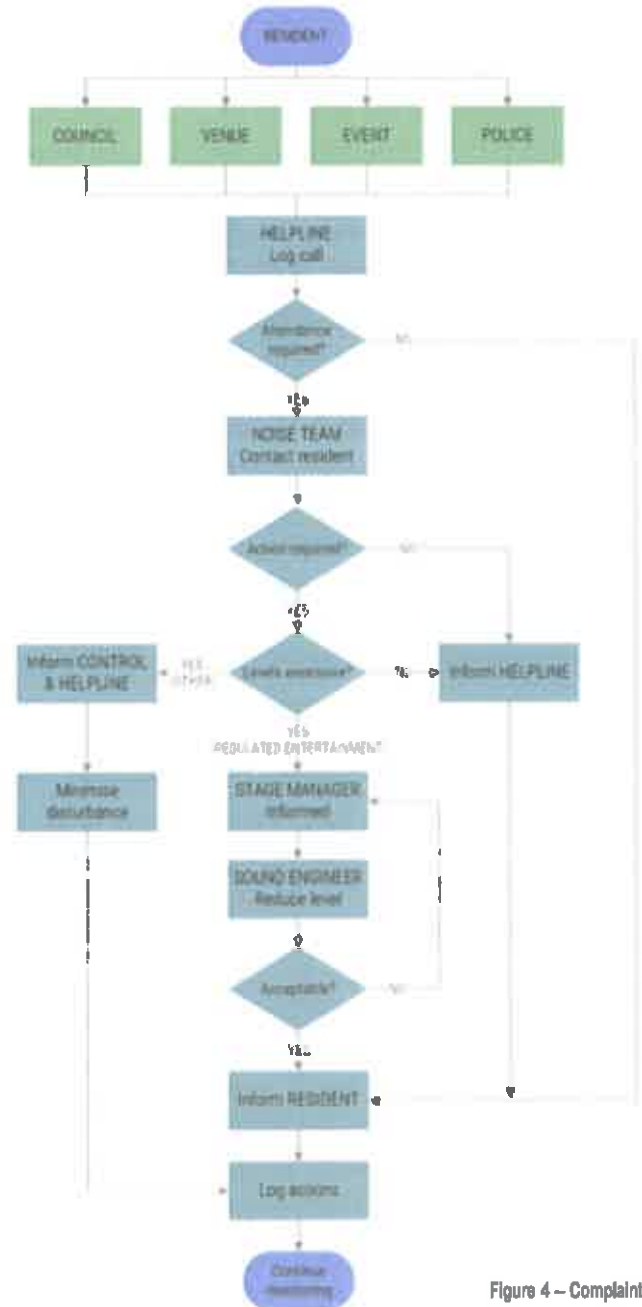 RESIDENT
COUNCIL
VENUE
EVENT
POLICE
HELPLINE
Log call
Attendance
required?
NO
YES
NOISE TEAM
Contact resident
Action required?
NO
YES
Inform CONTROL
& HELPLINE
YES
OTHER
Levels excessive?
NO
Inform HELPLINE
YES
REGULATED ENTERTAINMENT
Minimise
disturbance
STAGE MANAGER
Informed
SOUND ENGINEER
Reduce level
Acceptable?
NO
YES
Inform RESIDENT
Log actions
Continue
monitoring
Figure 4 – Complaint